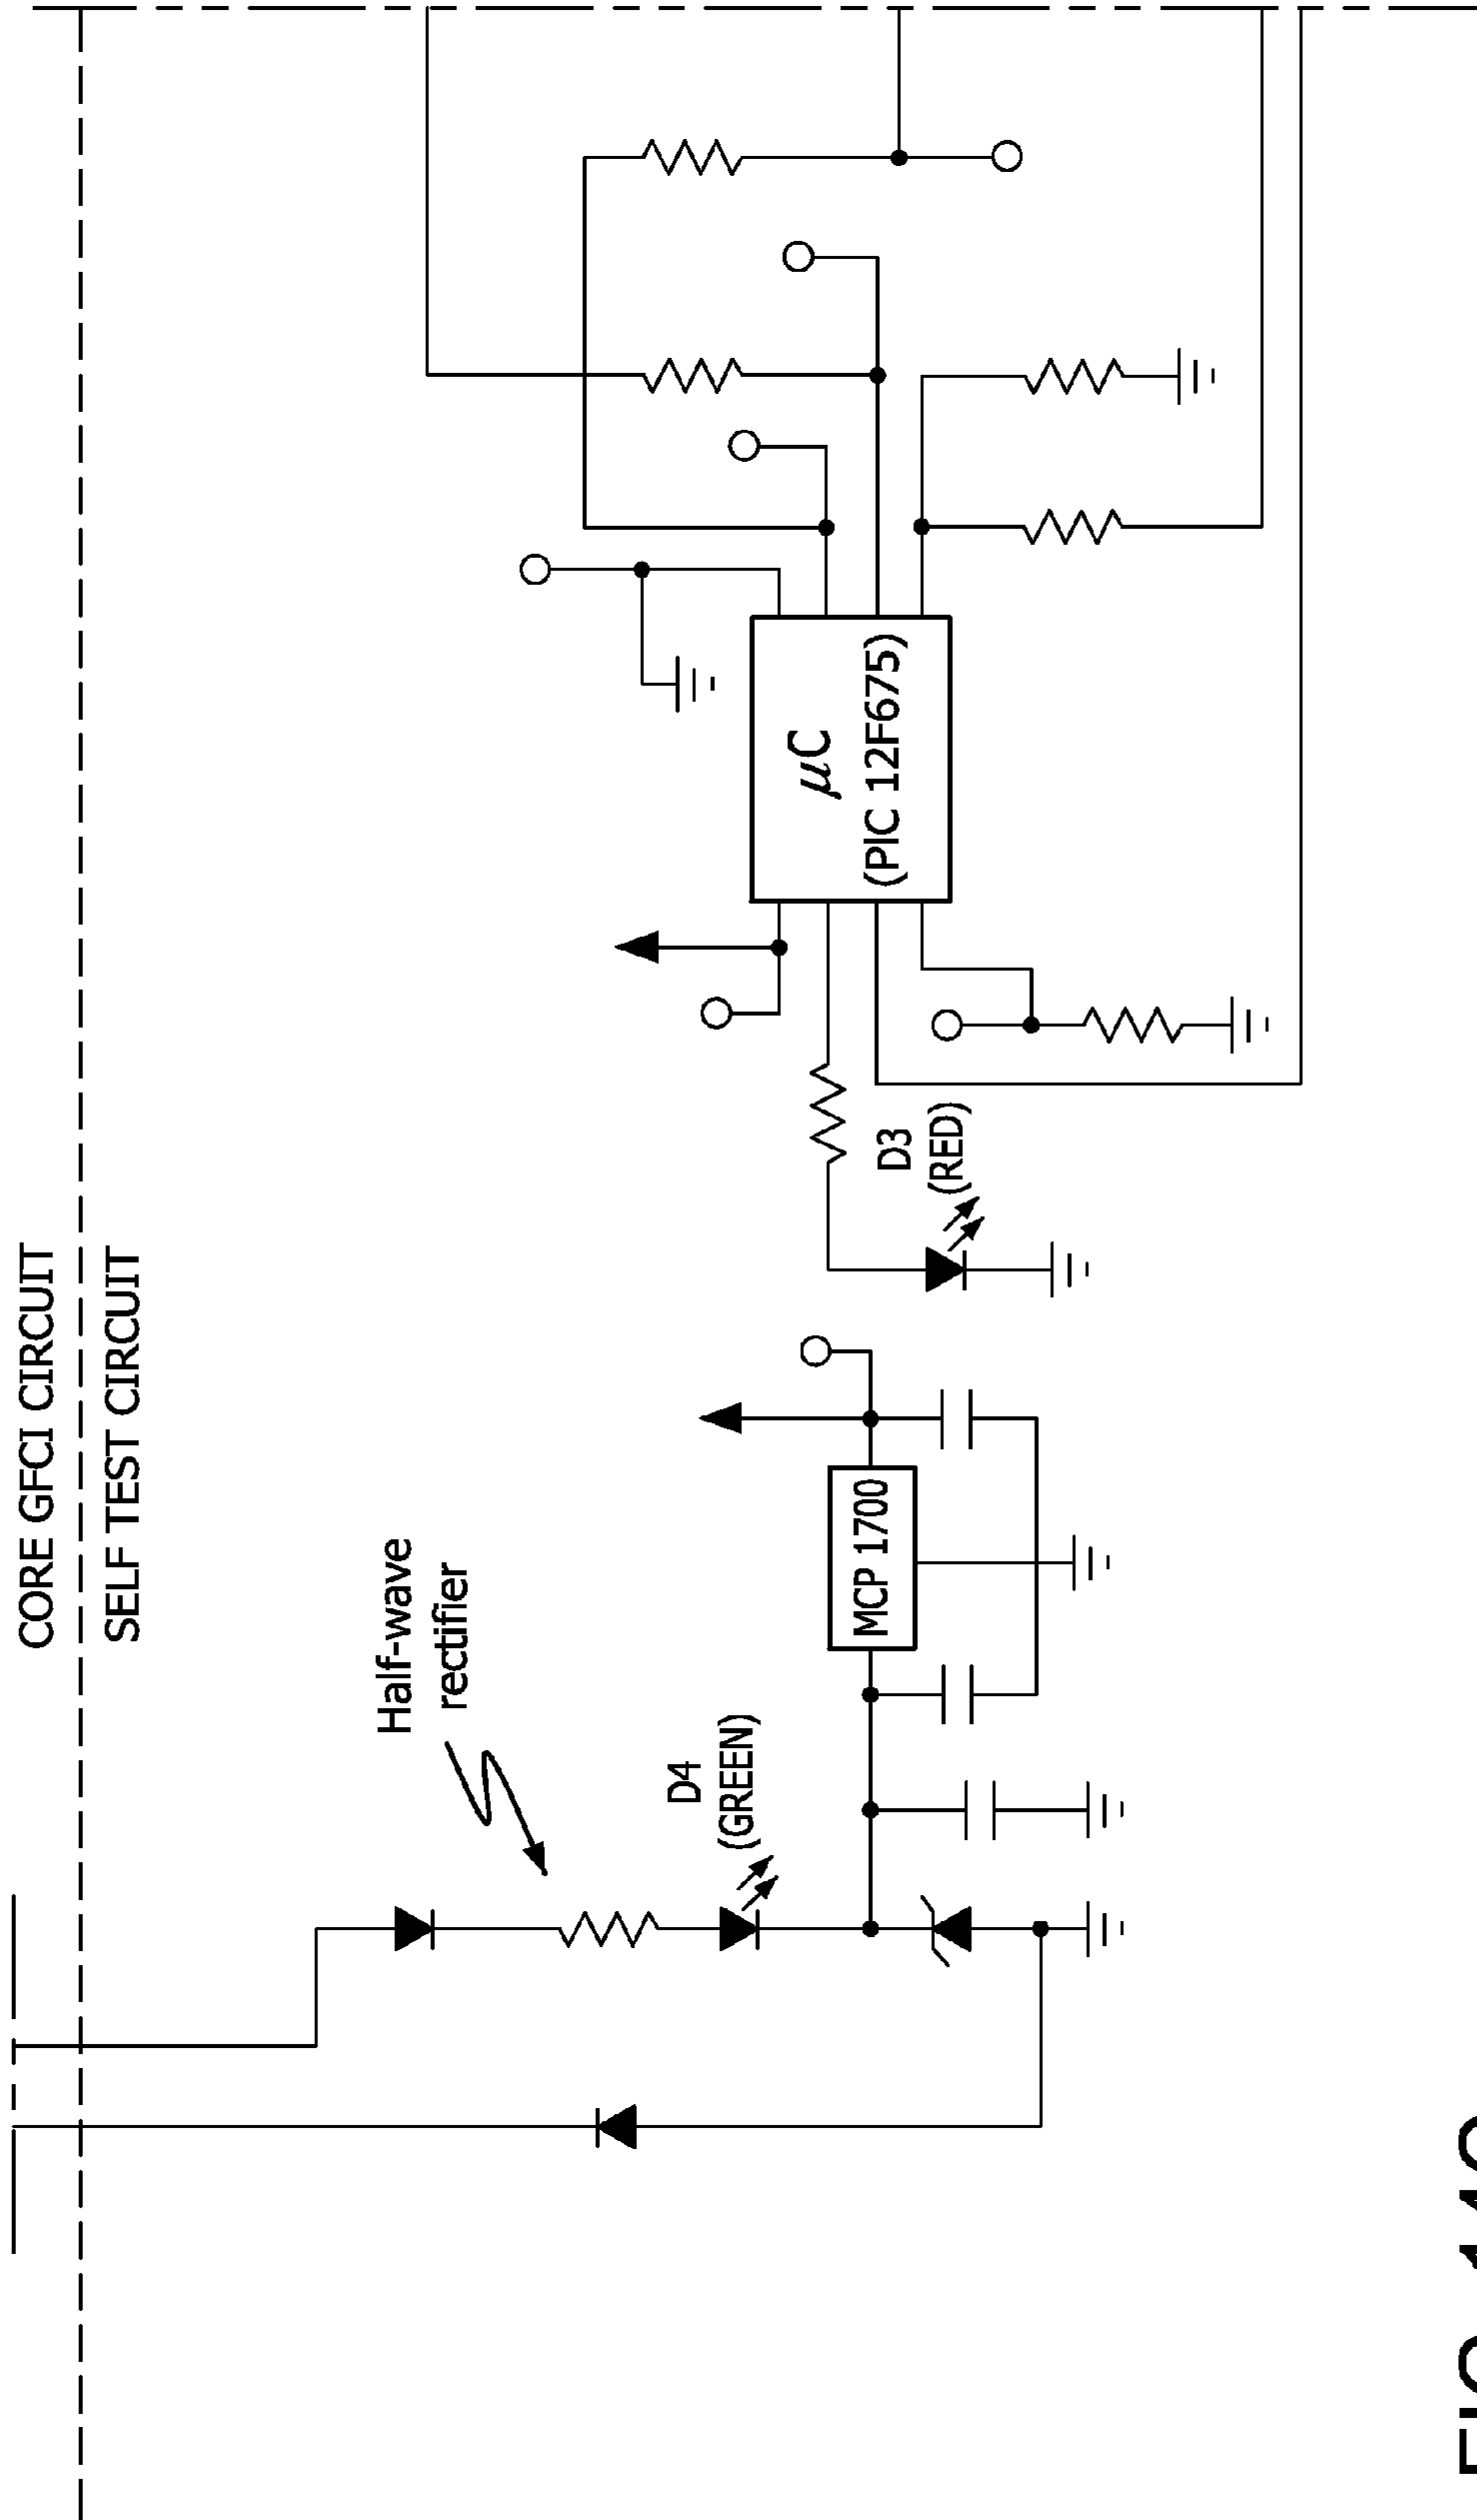 CORE GFCI CIRCUIT
SELF TEST CIRCUIT
Half-wave
rectifier
D4
(GREEN)
MCP 1700
D3
(RED)
μC
(PIC 12F675)